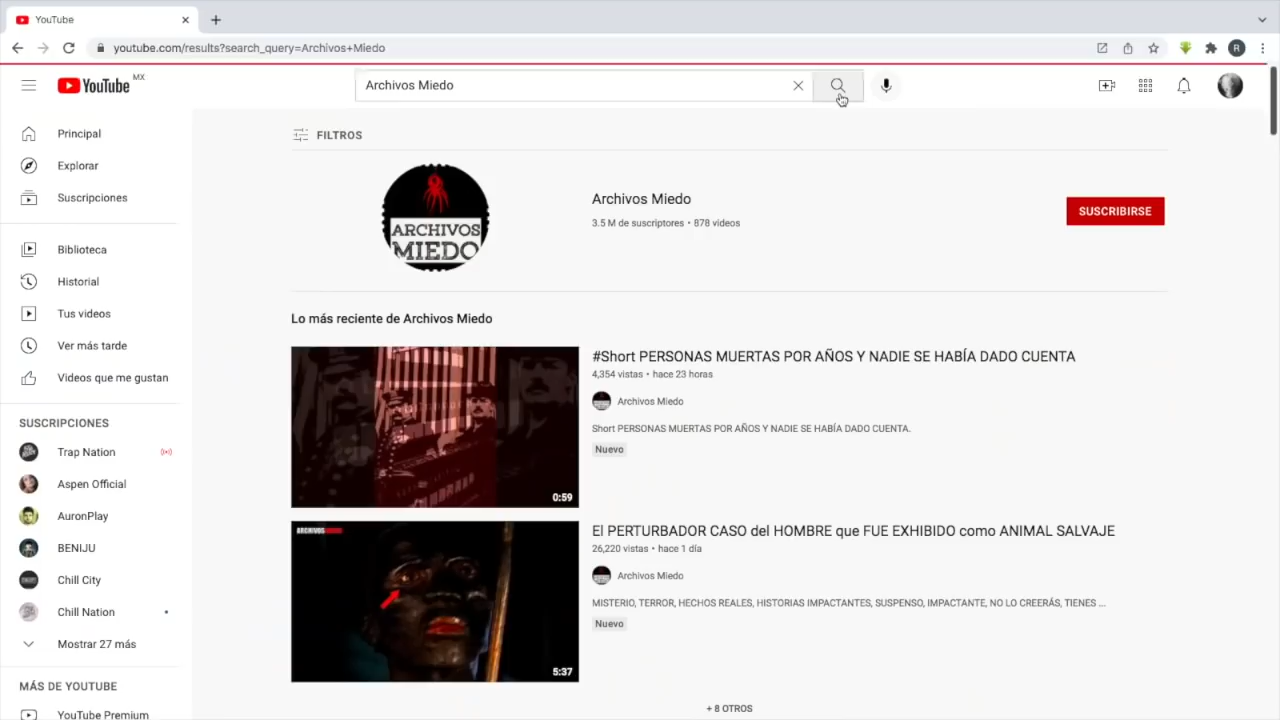 YouTube
youtube.com/results?search_query=Archivos+Miedo
R
YouTube MX
Archivos Miedo
Principal
Explorar
Suscripciones
Biblioteca
Historial
Tus videos
Ver más tarde
Videos que me gustan
SUSCRIPCIONES
Trap Nation
Aspen Official
AuronPlay
BENIJU
Chill City
Chill Nation
Mostrar 27 más
MÁS DE YOUTUBE
YouTube Premium
FILTROS
ARCHIVOS
MIEDO
Archivos Miedo
3.5 M de suscriptores • 878 videos
SUSCRIBIRSE
Lo más reciente de Archivos Miedo
0:59
#Short PERSONAS MUERTAS POR AÑOS Y NADIE SE HABÍA DADO CUENTA
4,354 vistas • hace 23 horas
Archivos Miedo
Short PERSONAS MUERTAS POR AÑOS Y NADIE SE HABÍA DADO CUENTA.
Nuevo
ARCHIVOSMIEDO
5:37
El PERTURBADOR CASO del HOMBRE que FUE EXHIBIDO como ANIMAL SALVAJE
26,220 vistas • hace 1 día
Archivos Miedo
MISTERIO, TERROR, HECHOS REALES, HISTORIAS IMPACTANTES, SUSPENSO, IMPACTANTE, NO LO CREERÁS, TIENES ...
Nuevo
+ 8 OTROS